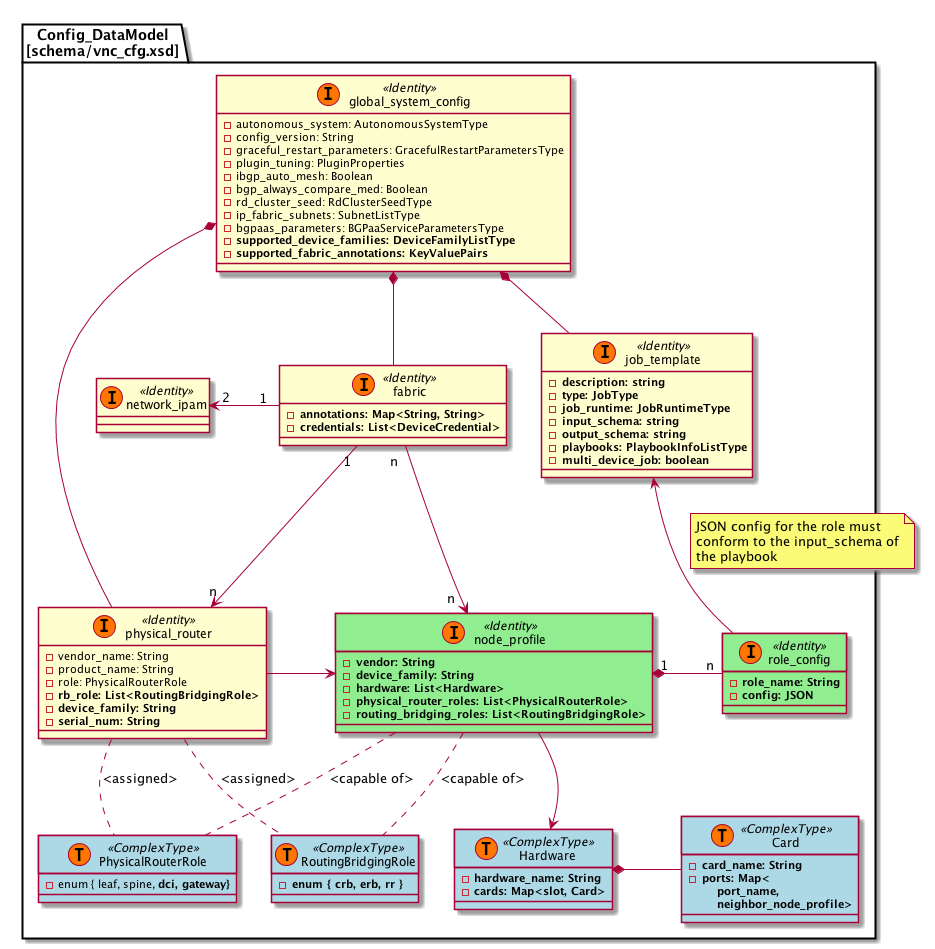 Config_DataModel
[schema/vnc_cfg.xsd]
I
«Identity»
global_system_config
autonomous_system: AutonomousSystemType
config_version: String
graceful_restart_parameters: GracefulRestartParametersType
plugin_tuning: PluginProperties
ibgp_auto_mesh: Boolean
bgp_always_compare_med: Boolean
rd_cluster_seed: RdClusterSeedType
ip_fabric_subnets: SubnetListType
bgpaas_parameters: BGPaaServiceParametersType
supported_device_families: DeviceFamilyListType
supported_fabric_annotations: KeyValuePairs
I
«Identity»
job_template
description: string
type: JobType
job_runtime: JobRuntimeType
input_schema: string
output_schema: string
playbooks: PlaybookInfoListType
multi_device_job: boolean
I
«Identity»
network_ipam
2
1
I
«Identity»
fabric
annotations: Map<String, String>
credentials: List<DeviceCredential>
1
n
JSON config for the role must
conform to the input_schema of
the playbook
n
n
I
«Identity»
physical_router
vendor_name: String
product_name: String
role: PhysicalRouterRole
rb_role: List<RoutingBridgingRole>
device_family: String
serial_num: String
I
«Identity»
node_profile
vendor: String
device_family: String
hardware: List<Hardware>
physical_router_roles: List<PhysicalRouterRole>
routing_bridging_roles: List<RoutingBridgingRole>
1
n
I
«Identity»
role_config
role_name: String
config: JSON
<assigned>
<assigned>
<capable of>
<capable of>
T
«ComplexType»
PhysicalRouterRole
enum { leaf, spine, dci, gateway}
T
«ComplexType»
RoutingBridgingRole
enum { crb, erb, rr }
T
«ComplexType»
Hardware
hardware_name: String
cards: Map<slot, Card>
T
«ComplexType»
Card
card_name: String
ports: Map<
port_name,
neighbor_node_profile>